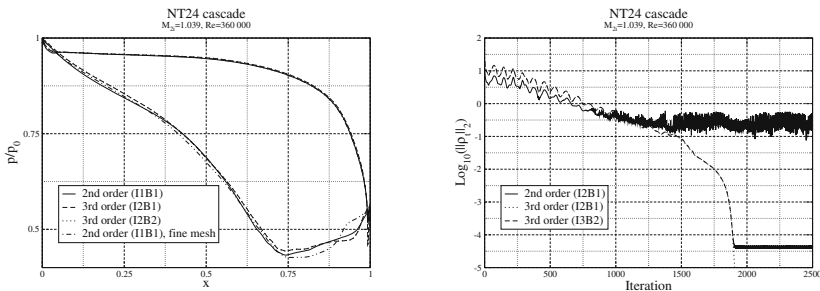 NT24 cascade
M2i=1.039, Re=360 000
1
0.75
0.5
p/p0
0
0.25
0.5
0.75
1
x
2nd order (I1B1)
3rd order (I2B1)
3rd order (I2B2)
2nd order (I1B1), fine mesh
NT24 cascade
M2i=1.039, Re=360 000
2
1
0
-1
-2
-3
-4
-5
Log10(||pt||2)
0
500
1000
1500
2000
2500
Iteration
2nd order (I2B1)
3rd order (I2B1)
3rd order (I3B2)